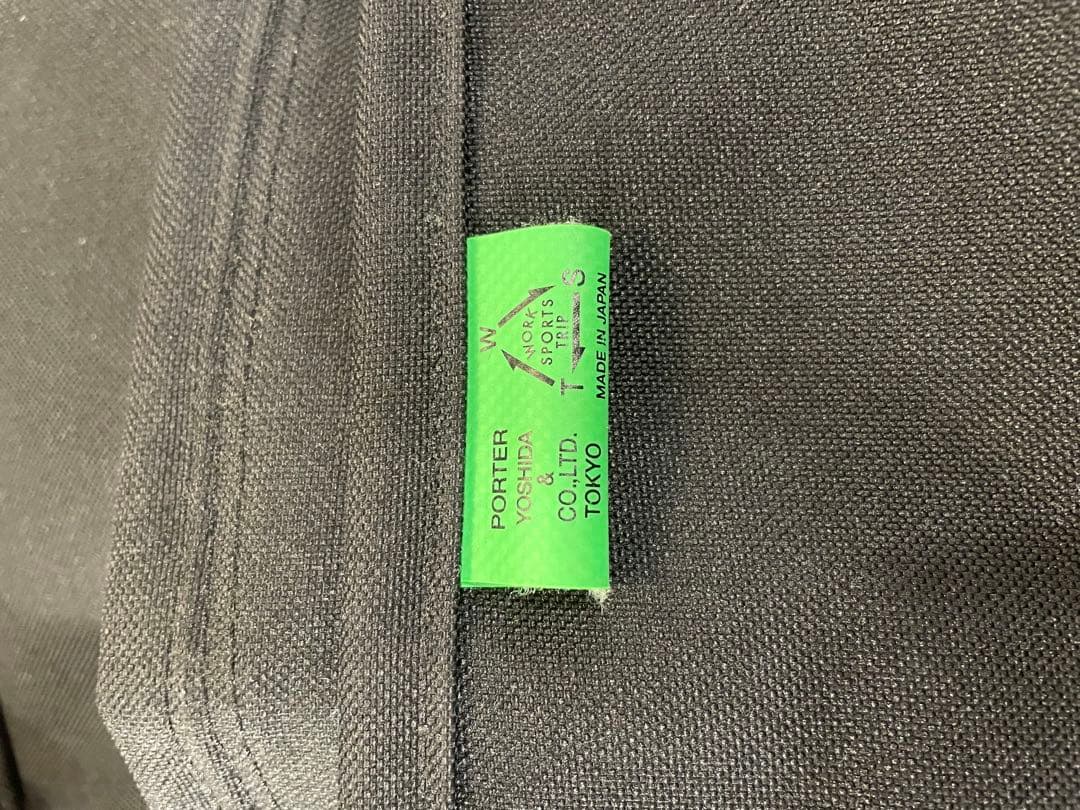 PORTER
YOSHIDA
&
CO.,LTD.
TOKYO
W
WORK
SPORTS
TRIP
T S
MADE IN JAPAN